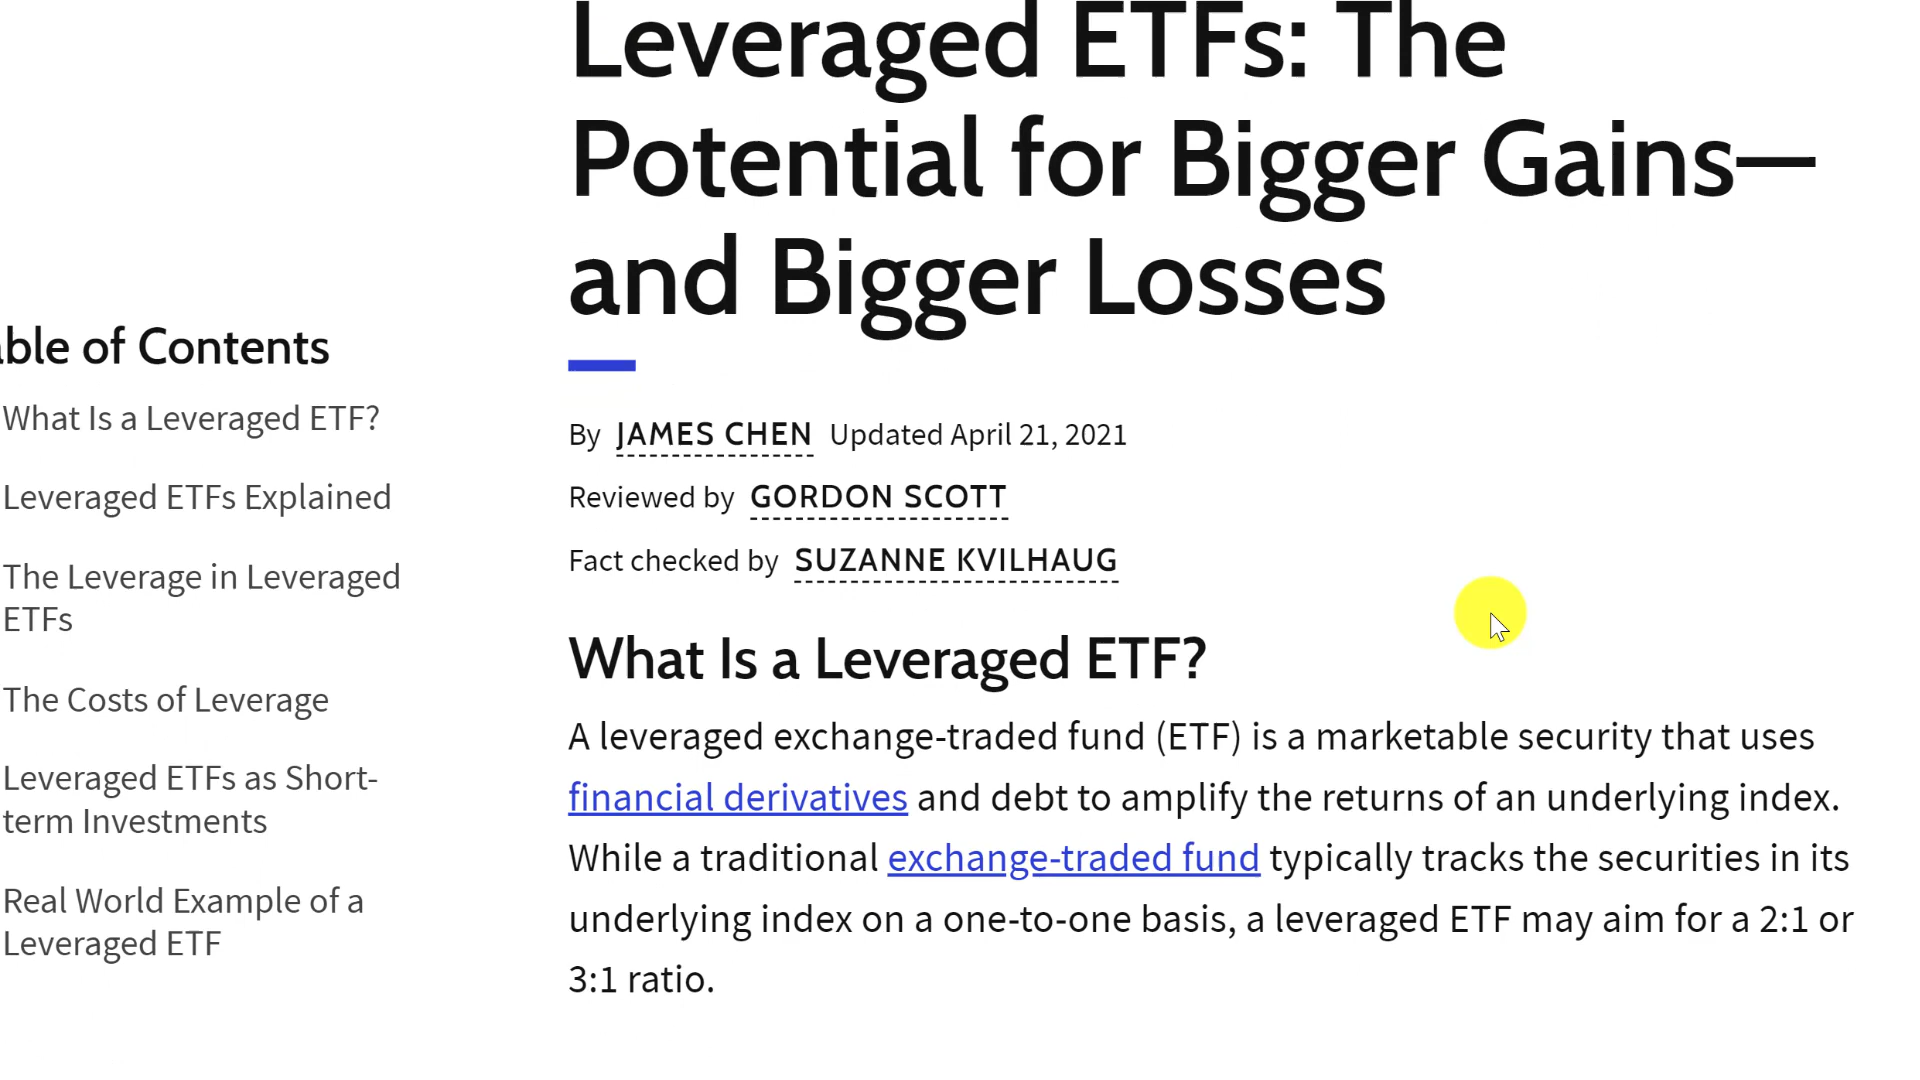 Leveraged ETFs: The
Potential for Bigger Gains—
and Bigger Losses
able of Contents
What Is a Leveraged ETF?
Leveraged ETFs Explained
The Leverage in Leveraged
ETFs
The Costs of Leverage
Leveraged ETFs as Short-
term Investments
Real World Example of a
Leveraged ETF
By JAMES CHEN Updated April 21, 2021
Reviewed by GORDON SCOTT
Fact checked by SUZANNE KVILHAUG
What Is a Leveraged ETF?
A leveraged exchange-traded fund (ETF) is a marketable security that uses
financial derivatives and debt to amplify the returns of an underlying index.
While a traditional exchange-traded fund typically tracks the securities in its
underlying index on a one-to-one basis, a leveraged ETF may aim for a 2:1 or
3:1 ratio.